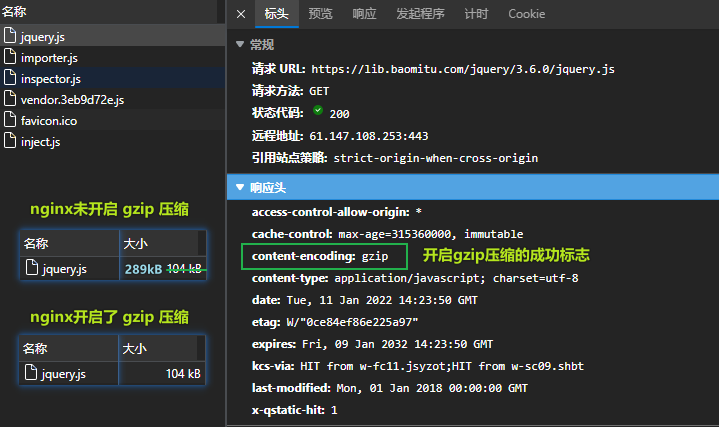 名称
jquery.js
importer.js
inspector.js
vendor.3eb9d72e.js
favicon.ico
inject.js
nginx未开启 gzip 压缩
名称 大小
jquery.js 289kB 104 kB
nginx开启了 gzip 压缩
名称 大小
jquery.js 104 kB
标头 预览 响应 发起程序 计时 Cookie
常规
请求 URL: https://lib.baomitu.com/jquery/3.6.0/jquery.js
请求方法: GET
状态代码: 200
远程地址: 61.147.108.253:443
引用站点策略: strict-origin-when-cross-origin
响应头
access-control-allow-origin: *
cache-control: max-age=315360000, immutable
content-encoding: gzip 开启gzip压缩的成功标志
content-type: application/javascript; charset=utf-8
date: Tue, 11 Jan 2022 14:23:50 GMT
etag: W/"0ce84ef86e225a97"
expires: Fri, 09 Jan 2032 14:23:50 GMT
kcs-via: HIT from w-fc11.jsyzot;HIT from w-sc09.shbt
last-modified: Mon, 01 Jan 2018 00:00:00 GMT
x-qstatic-hit: 1